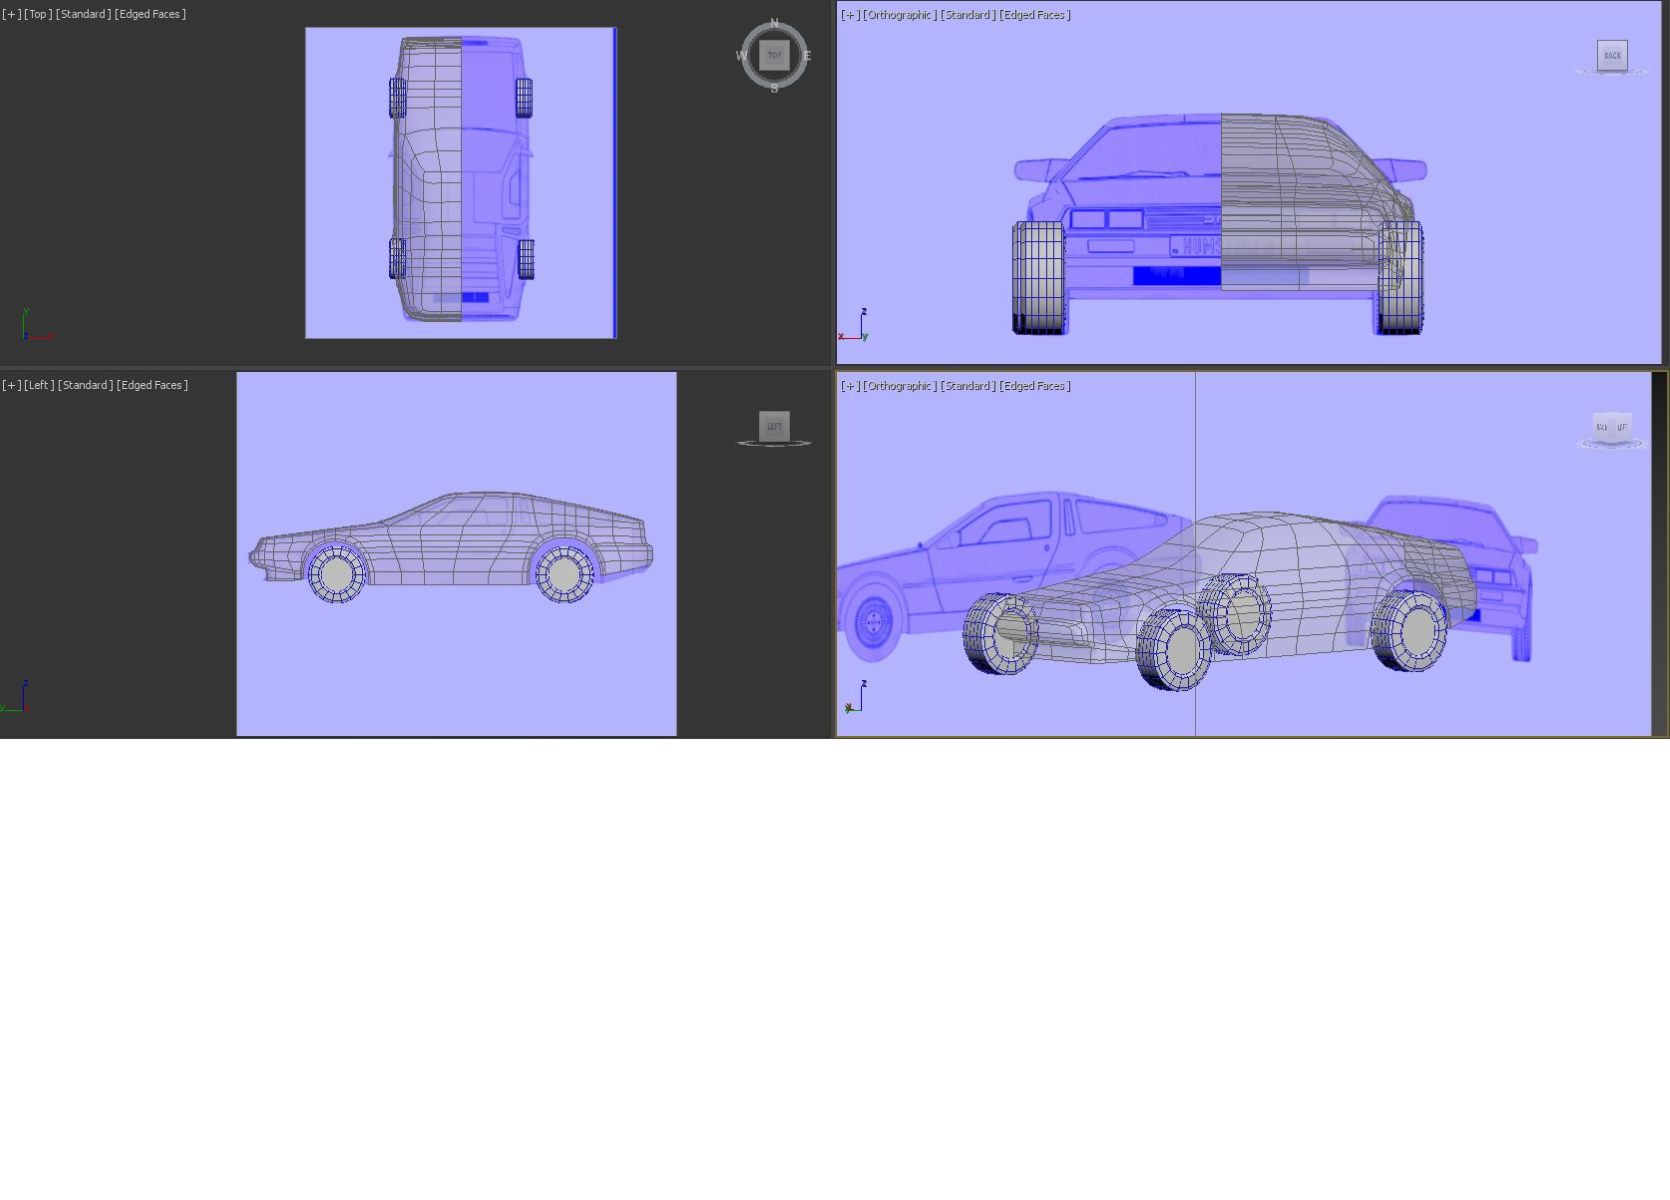 [+] [Top ] [Standard ] [Edged Faces ]
N
W
TOP
E
S
y
z
x
[+] [Orthographic ] [Standard ] [Edged Faces ]
BACK
z
x
y
[+] [Left ] [Standard ] [Edged Faces ]
LEFT
z
y
[+] [Orthographic ] [Standard ] [Edged Faces ]
BACK LEFT
z